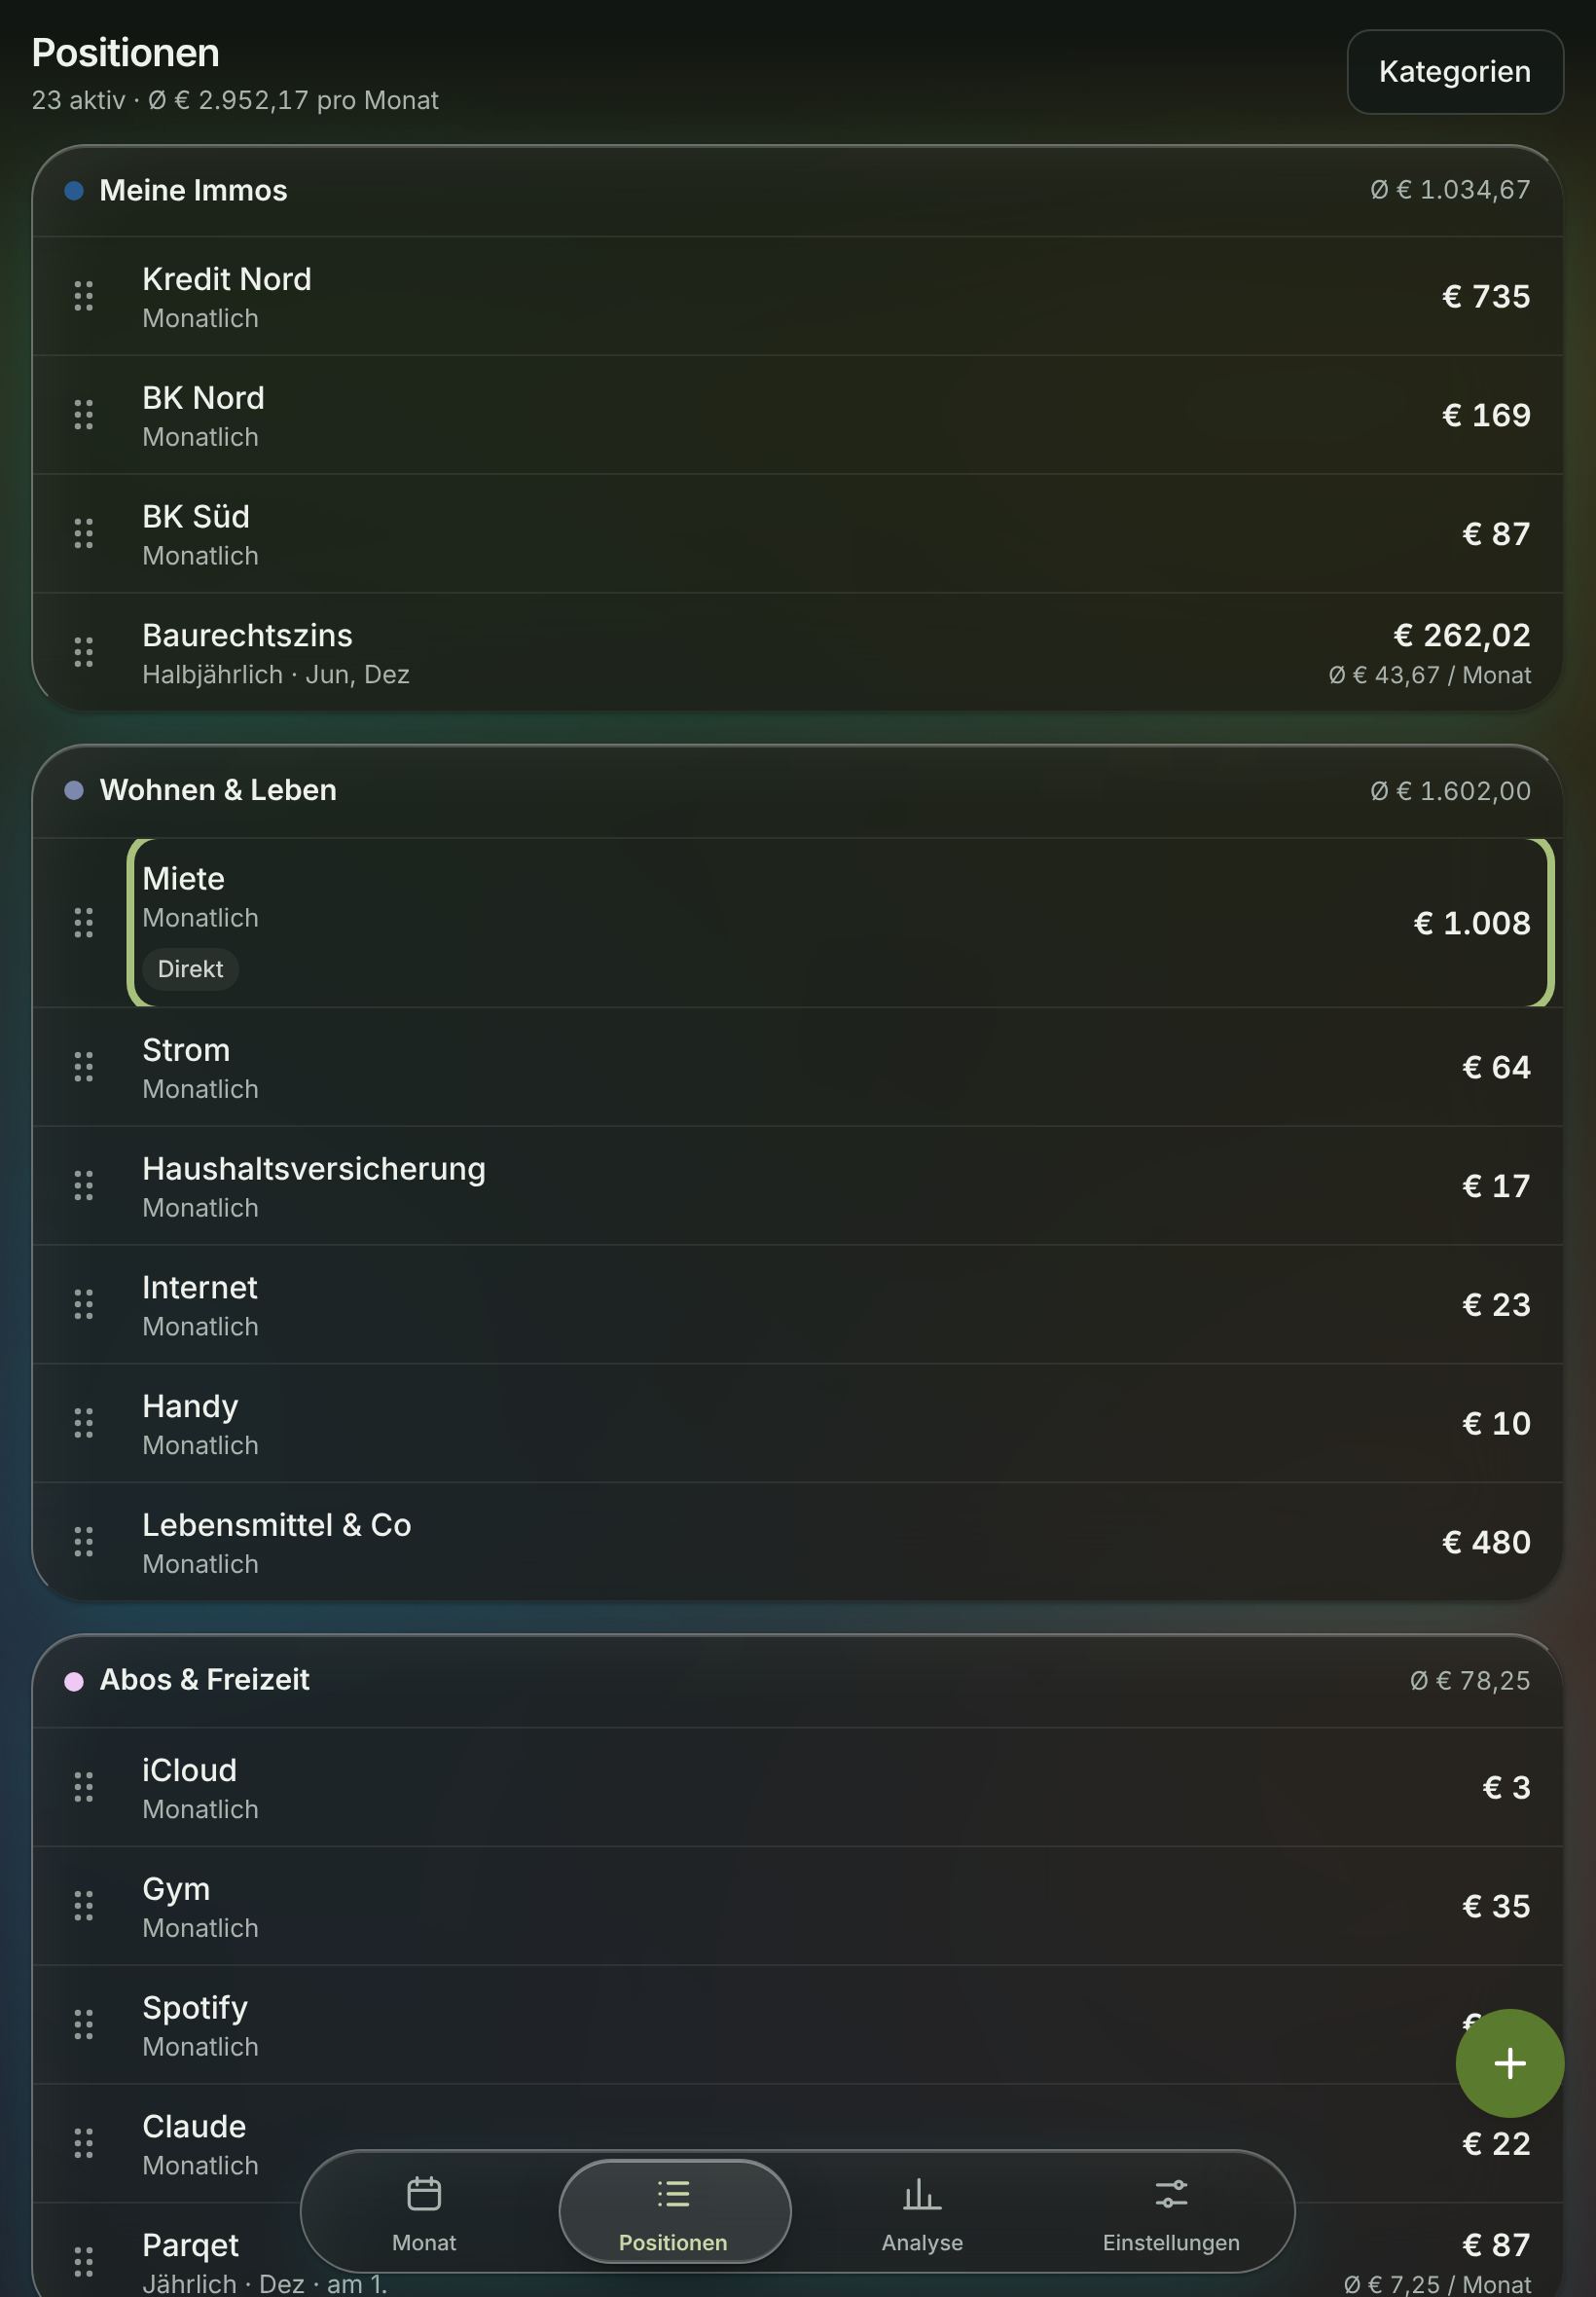 Positionen
23 aktiv · Ø € 2.952,17 pro Monat
Kategorien
Meine Immos
Ø € 1.034,67
Kredit Nord
Monatlich
€ 735
BK Nord
Monatlich
€ 169
BK Süd
Monatlich
€ 87
Baurechtszins
Halbjährlich · Jun, Dez
€ 262,02
Ø € 43,67 / Monat
Wohnen & Leben
Ø € 1.602,00
Miete
Monatlich
Direkt
€ 1.008
Strom
Monatlich
€ 64
Haushaltsversicherung
Monatlich
€ 17
Internet
Monatlich
€ 23
Handy
Monatlich
€ 10
Lebensmittel & Co
Monatlich
€ 480
Abos & Freizeit
Ø € 78,25
iCloud
Monatlich
€ 3
Gym
Monatlich
€ 35
Spotify
Monatlich
€
Claude
Monatlich
€ 22
Parqet
Jährlich · Dez · am 1.
€ 87
Ø € 7,25 / Monat
Monat
Positionen
Analyse
Einstellungen